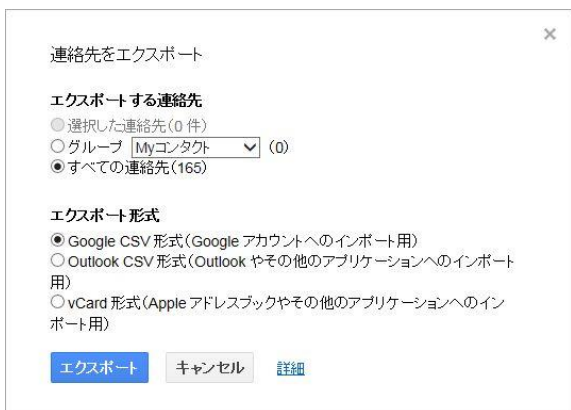 連絡先をエクスポート
エクスポートする連絡先
選択した連絡先(0 件)
グループ Myコンタクト (0)
すべての連絡先(165)
エクスポート形式
Google CSV 形式(Google アカウントへのインポート用)
Outlook CSV 形式(Outlook やその他のアプリケーションへのインポート
用)
vCard 形式(Apple アドレスブックやその他のアプリケーションへのイン
ポート用)
エクスポート キャンセル 詳細